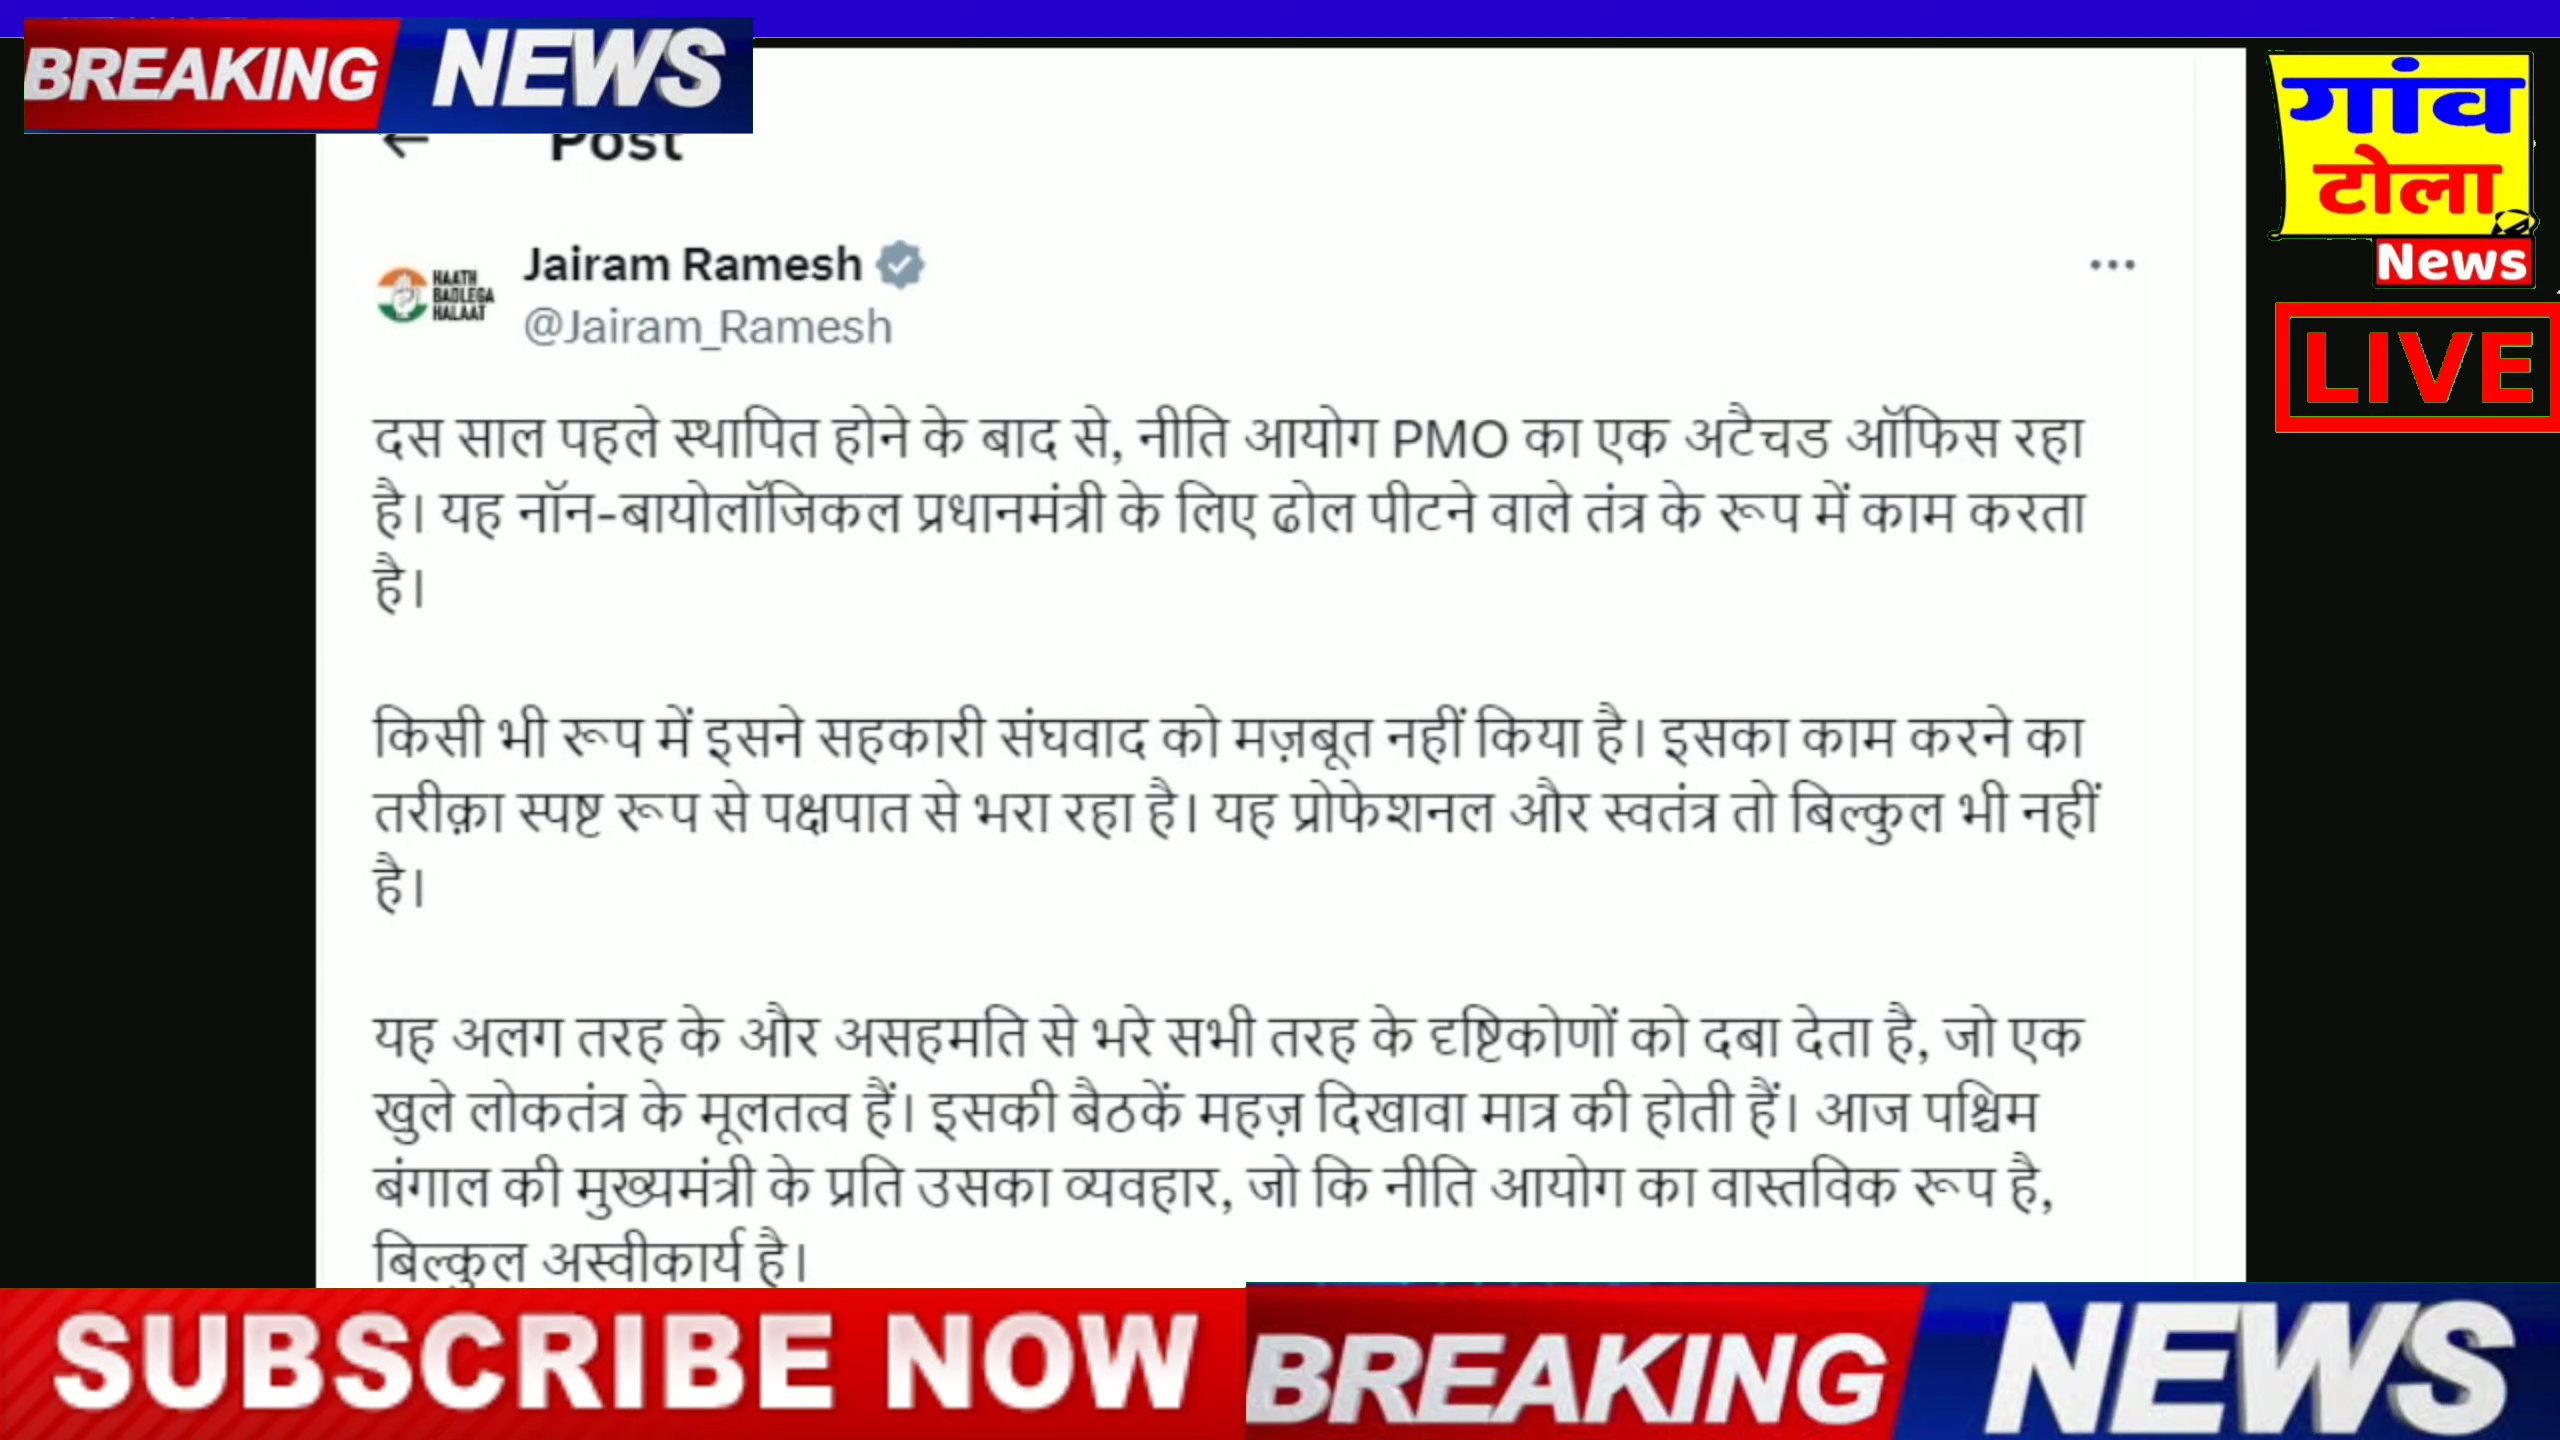 BREAKING NEWS
Post
गांव
टोला
News
LIVE
HAATH
BADLEGA
HALAAT
Jairam Ramesh
@Jairam_Ramesh
दस साल पहले स्थापित होने के बाद से, नीति आयोग PMO का एक अटैचड ऑफिस रहा
है। यह नॉन-बायोलॉजिकल प्रधानमंत्री के लिए ढोल पीटने वाले तंत्र के रूप में काम करता
है।
किसी भी रूप में इसने सहकारी संघवाद को मज़बूत नहीं किया है। इसका काम करने का
तरीक़ा स्पष्ट रूप से पक्षपात से भरा रहा है। यह प्रोफेशनल और स्वतंत्र तो बिल्कुल भी नहीं
है।
यह अलग तरह के और असहमति से भरे सभी तरह के दृष्टिकोणों को दबा देता है, जो एक
खुले लोकतंत्र के मूलतत्व हैं। इसकी बैठकें महज़ दिखावा मात्र की होती हैं। आज पश्चिम
बंगाल की मुख्यमंत्री के प्रति उसका व्यवहार, जो कि नीति आयोग का वास्तविक रूप है,
बिल्कुल अस्वीकार्य है।
SUBSCRIBE NOW
BREAKING NEWS